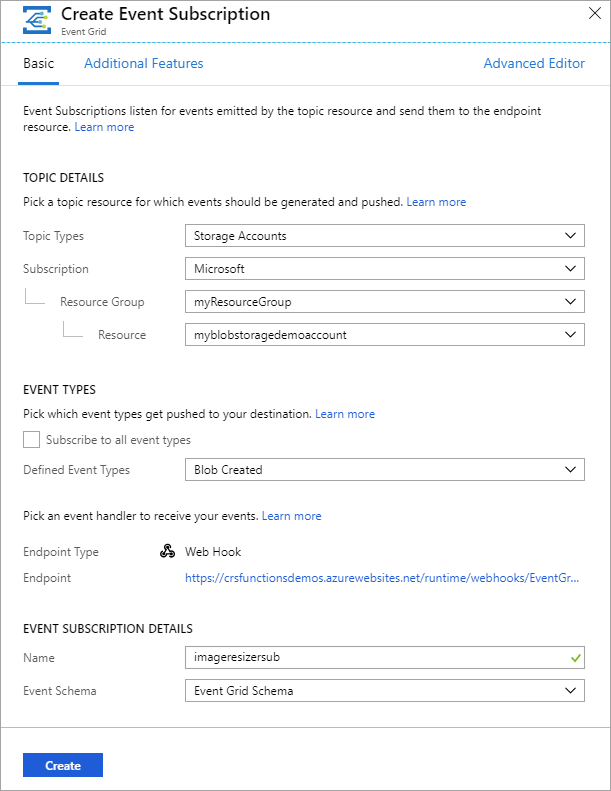 Create Event Subscription
Event Grid
Basic Additional Features Advanced Editor
Event Subscriptions listen for events emitted by the topic resource and send them to the endpoint
resource. Learn more
TOPIC DETAILS
Pick a topic resource for which events should be generated and pushed. Learn more
Topic Types Storage Accounts
Subscription Microsoft
Resource Group myResourceGroup
Resource myblobstoragedemoaccount
EVENT TYPES
Pick which event types get pushed to your destination. Learn more
Subscribe to all event types
Defined Event Types Blob Created
Pick an event handler to receive your events. Learn more
Endpoint Type Web Hook
Endpoint https://crsfunctionsdemos.azurewebsites.net/runtime/webhooks/EventGr...
EVENT SUBSCRIPTION DETAILS
Name imageresizersub
Event Schema Event Grid Schema
Create